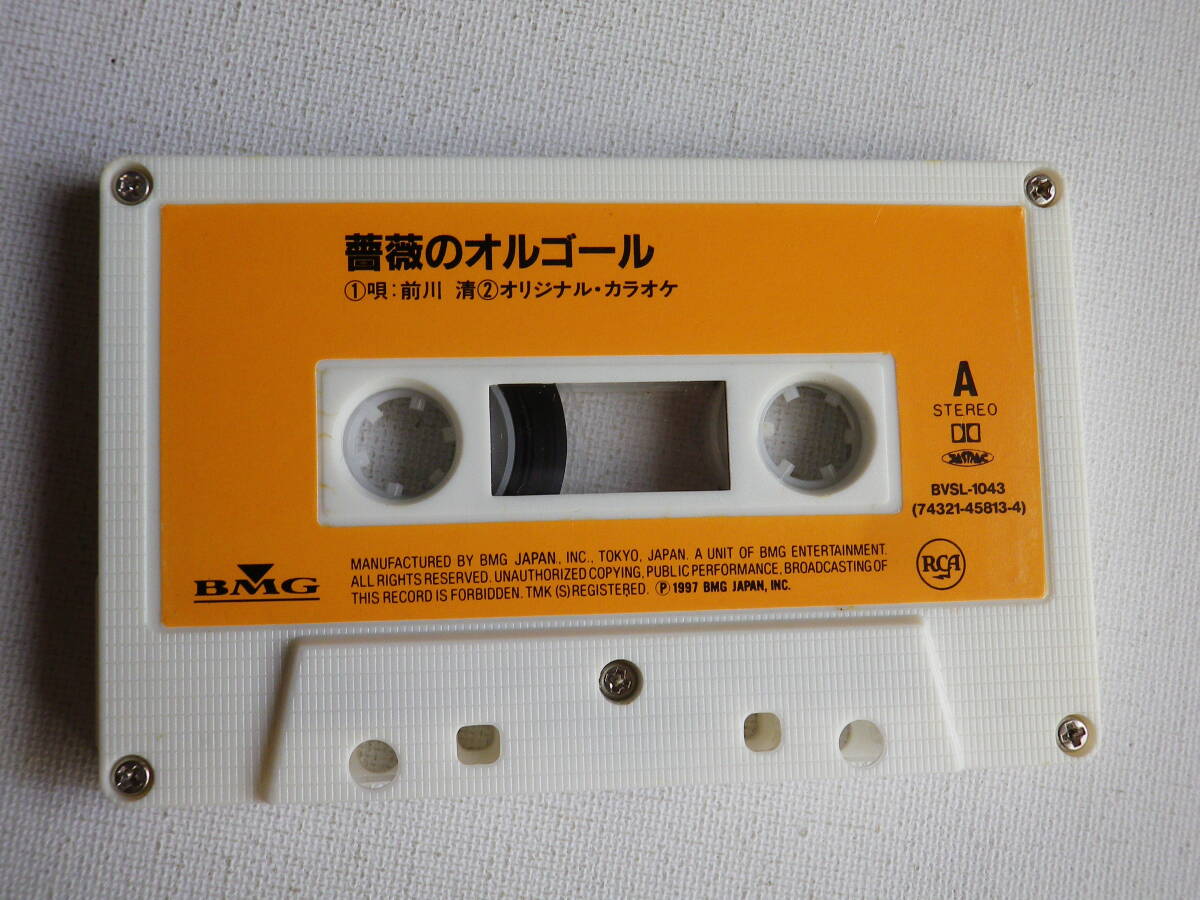 薔薇のオルゴール
①唄:前川 清②オリジナル・カラオケ
A
STEREO
JASRAC
BVSL-1043
(74321-45813-4)
BMG
MANUFACTURED BY BMG JAPAN, INC., TOKYO, JAPAN. A UNIT OF BMG ENTERTAINMENT.
ALL RIGHTS RESERVED. UNAUTHORIZED COPYING, PUBLIC PERFORMANCE, BROADCASTING OF
THIS RECORD IS FORBIDDEN. TMK (S) REGISTERED. Ⓟ 1997 BMG JAPAN, INC.
RCA